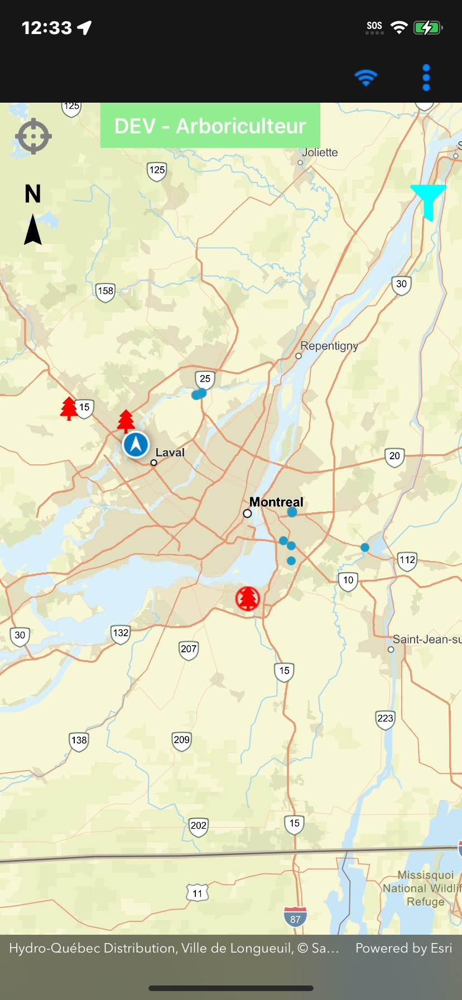 12:33
SOS
125
DEV - Arboriculteur
Joliette
125
N
158
30
Repentigny
25
15
Laval
20
Montreal
112
10
30
132
207
Saint-Jean-su
15
223
138
209
202
15
Missisquoi
National Wildlif
Refuge
11
87
Hydro-Québec Distribution, Ville de Longueuil, © Sa...
Powered by Esri